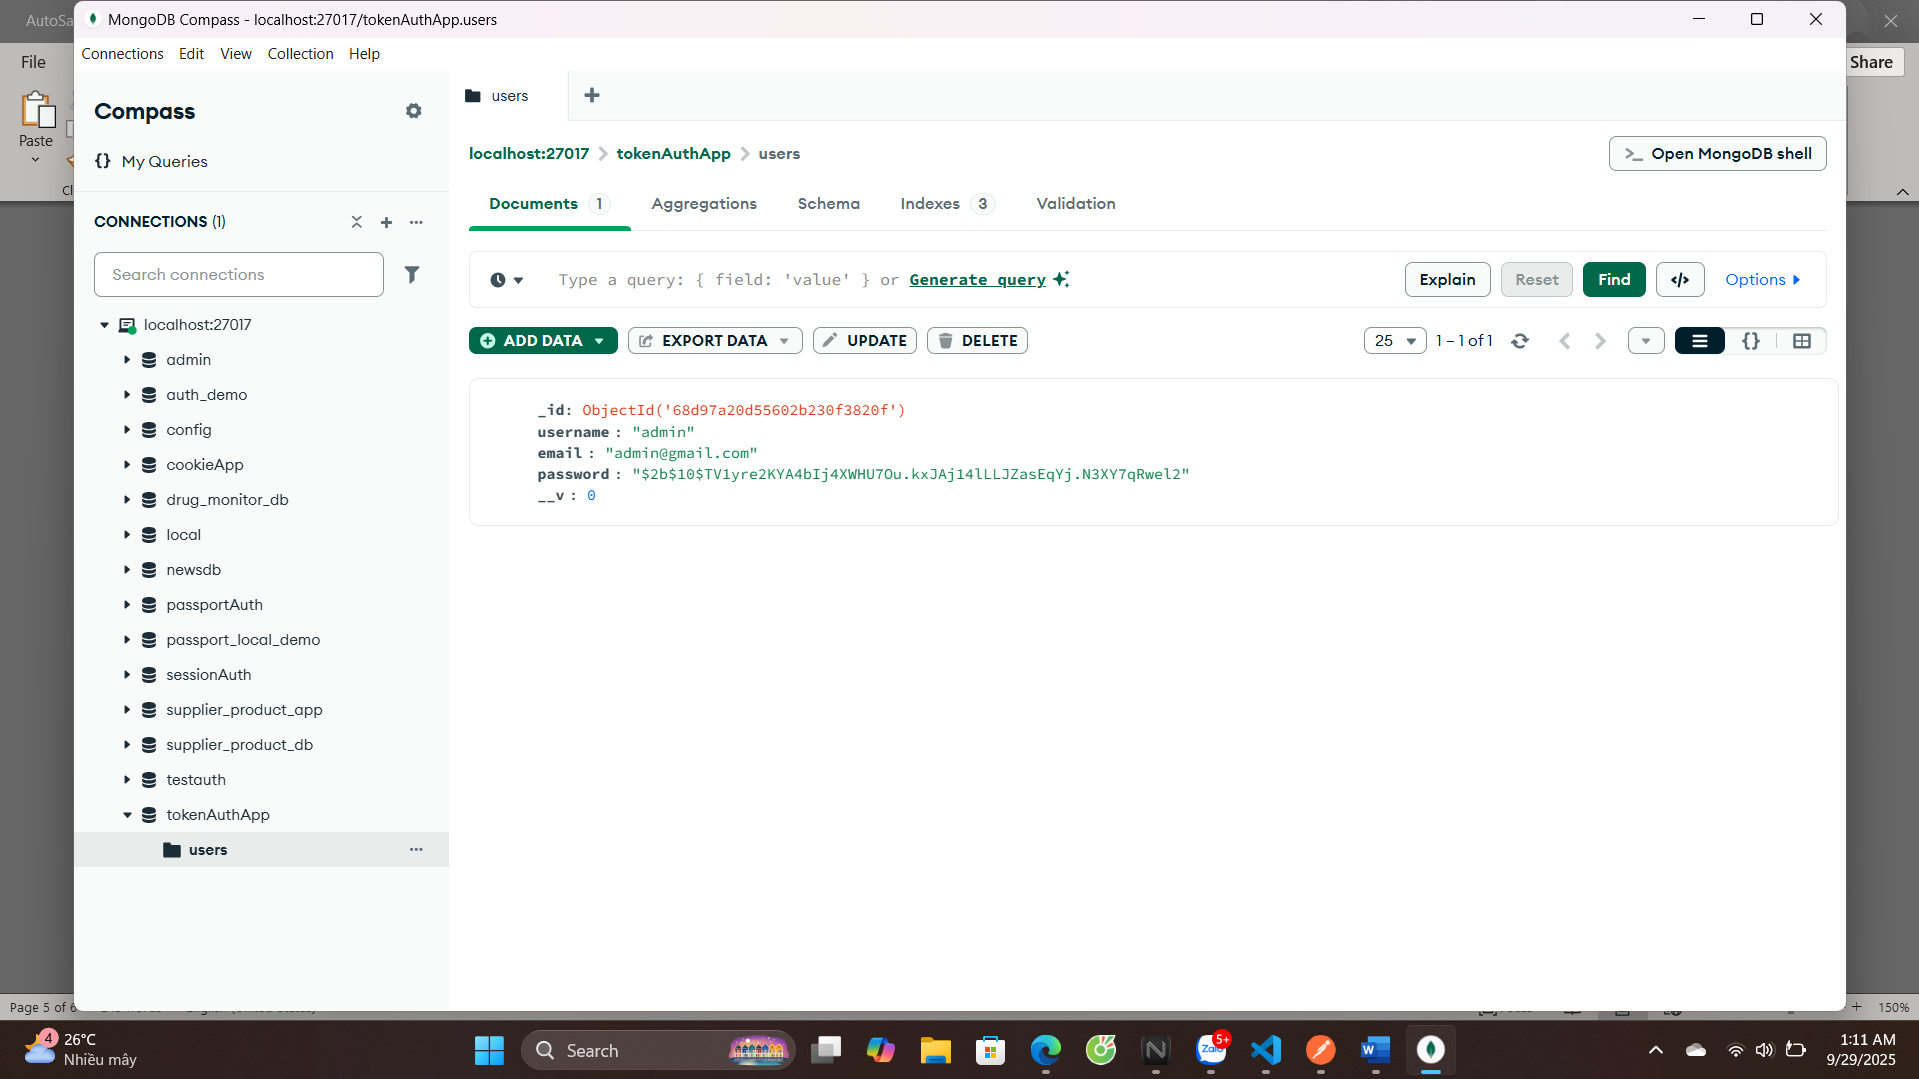 AutoSa
MongoDB Compass - localhost:27017/tokenAuthApp.users
Connections Edit View Collection Help
File
Share
Paste
Compass
My Queries
CONNECTIONS (1)
Search connections
localhost:27017
admin
auth_demo
config
cookieApp
drug_monitor_db
local
newsdb
passportAuth
passport_local_demo
sessionAuth
supplier_product_app
supplier_product_db
testauth
tokenAuthApp
users
users
localhost:27017 tokenAuthApp users
Open MongoDB shell
Documents 1 Aggregations Schema Indexes 3 Validation
Type a query: { field: 'value' } or Generate query
Explain Reset Find </> Options
ADD DATA EXPORT DATA UPDATE DELETE
25 1 – 1 of 1
_id: ObjectId('68d97a20d55602b230f3820f')
username : "admin"
email : "admin@gmail.com"
password : "$2b$10$TV1yre2KYA4bIj4XWHU7Ou.kxJAj14lLLJZasEqYj.N3XY7qRwel2"
__v : 0
Page 5 of 6
150%
4
26°C
Nhiều mây
Search
Zalo
5+
1:11 AM
9/29/2025